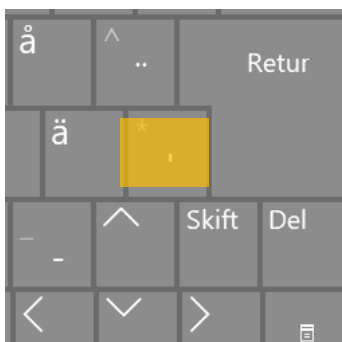 å ^ ¨ Retur
ä * '
_ - Skift Del